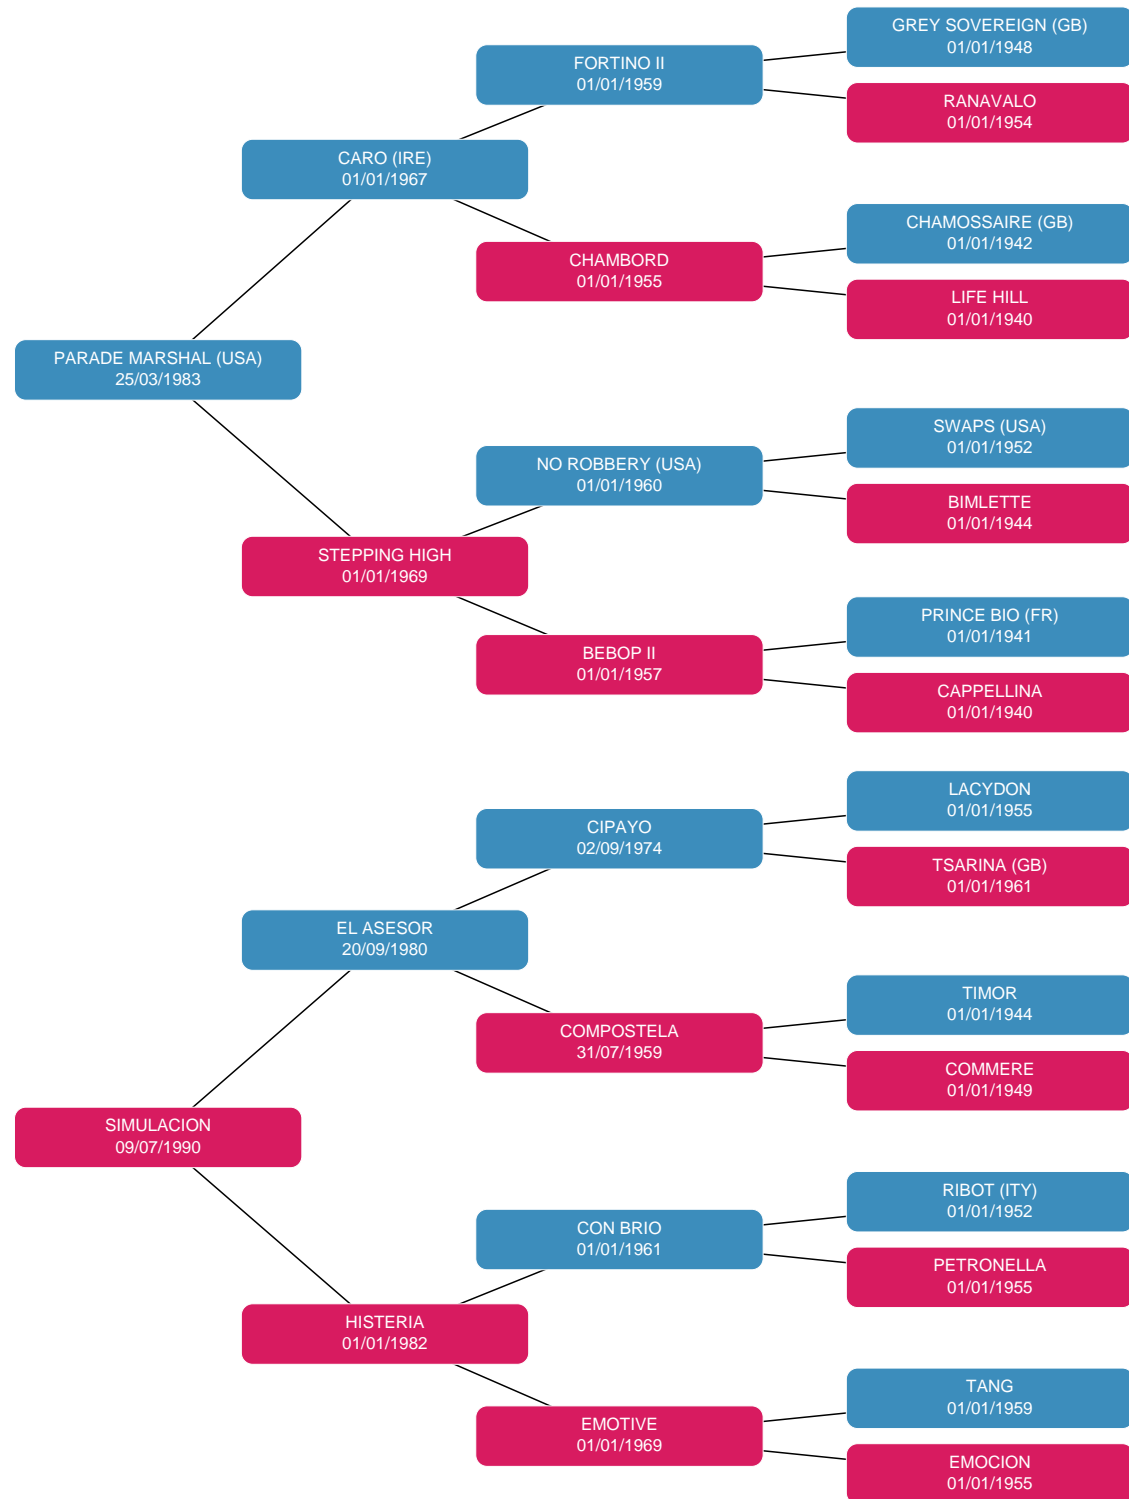 GREY SOVEREIGN (GB)
01/01/1948
FORTINO II
01/01/1959
RANAVALO
01/01/1954
CARO (IRE)
01/01/1967
CHAMOSSAIRE (GB)
01/01/1942
CHAMBORD
01/01/1955
LIFE HILL
01/01/1940
PARADE MARSHAL (USA)
25/03/1983
SWAPS (USA)
01/01/1952
NO ROBBERY (USA)
01/01/1960
BIMLETTE
01/01/1944
STEPPING HIGH
01/01/1969
PRINCE BIO (FR)
01/01/1941
BEBOP II
01/01/1957
CAPPELLINA
01/01/1940
LACYDON
01/01/1955
CIPAYO
02/09/1974
TSARINA (GB)
01/01/1961
EL ASESOR
20/09/1980
TIMOR
01/01/1944
COMPOSTELA
31/07/1959
COMMERE
01/01/1949
SIMULACION
09/07/1990
RIBOT (ITY)
01/01/1952
CON BRIO
01/01/1961
PETRONELLA
01/01/1955
HISTERIA
01/01/1982
TANG
01/01/1959
EMOTIVE
01/01/1969
EMOCION
01/01/1955